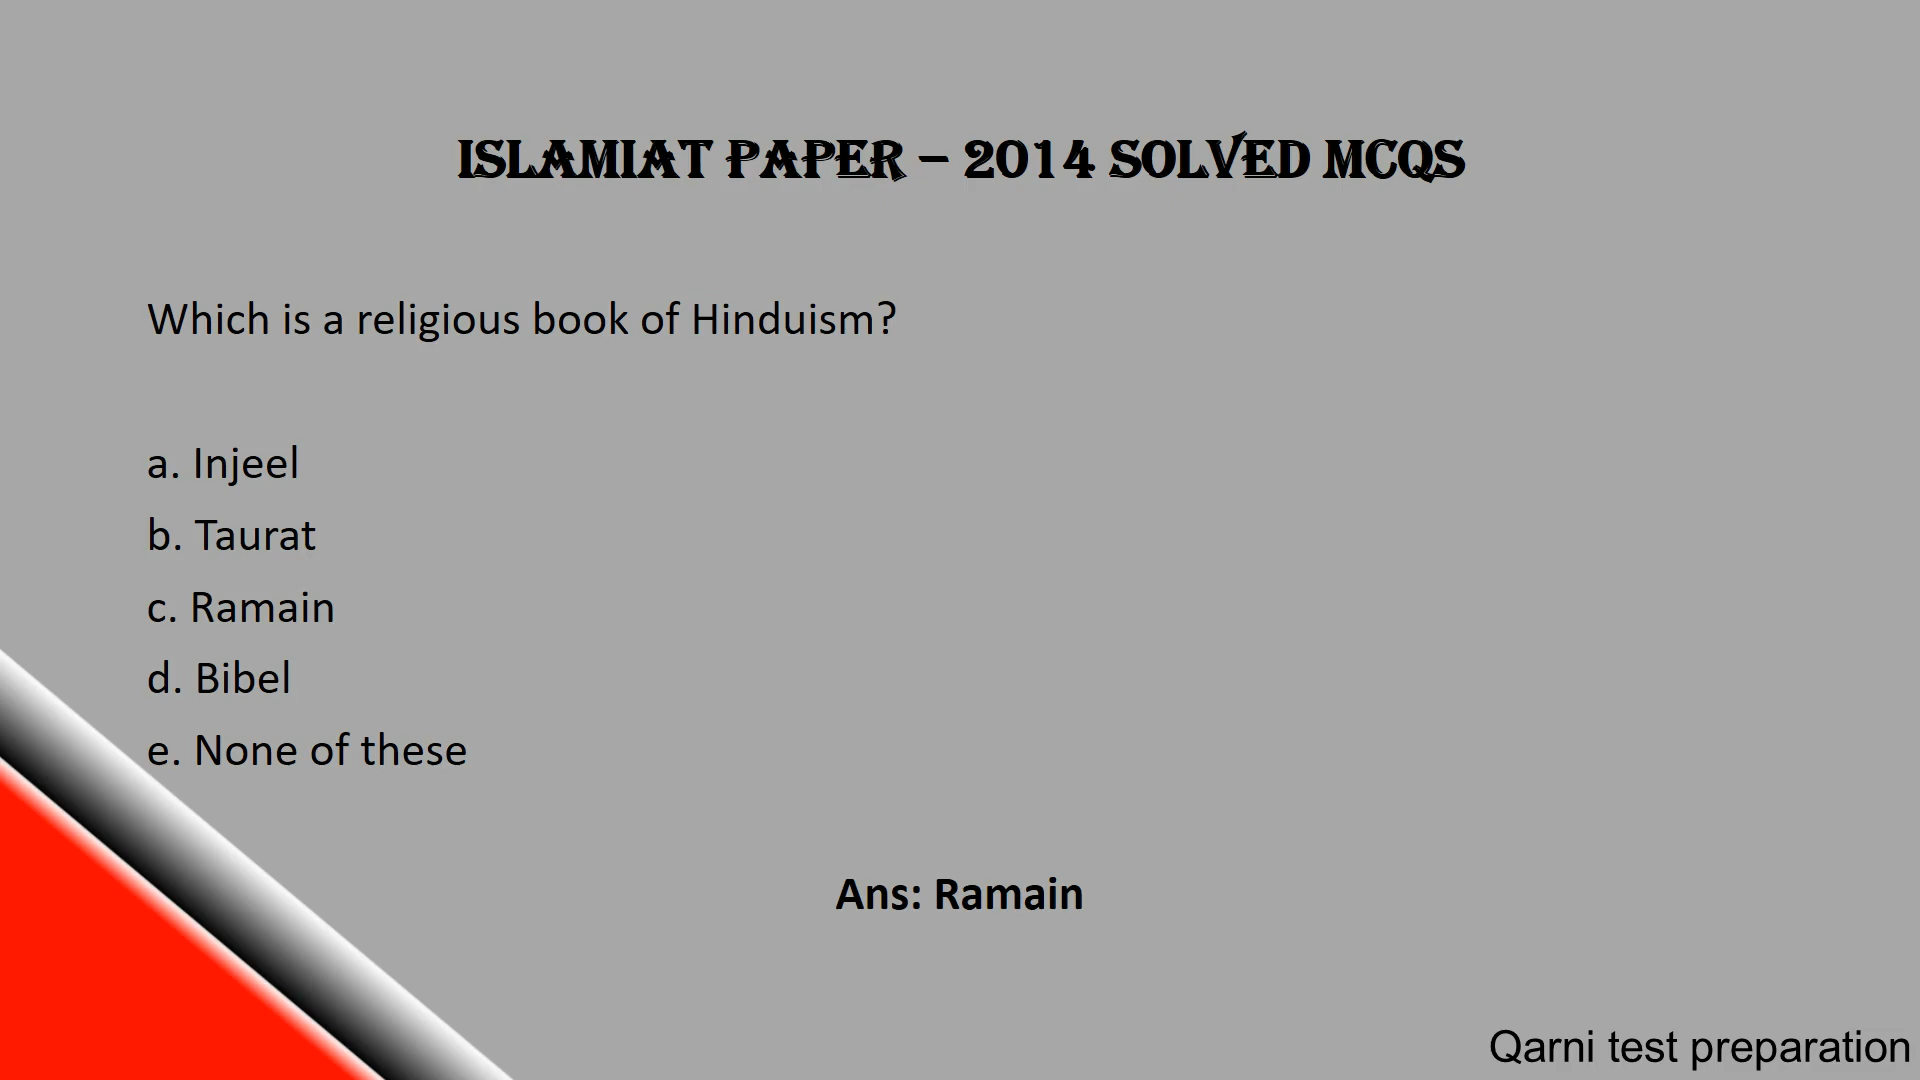 ISLAMIAT PAPER – 2014 SOLVED MCQS
Which is a religious book of Hinduism?
a. Injeel
b. Taurat
c. Ramain
d. Bibel
e. None of these
Ans: Ramain
Qarni test preparation